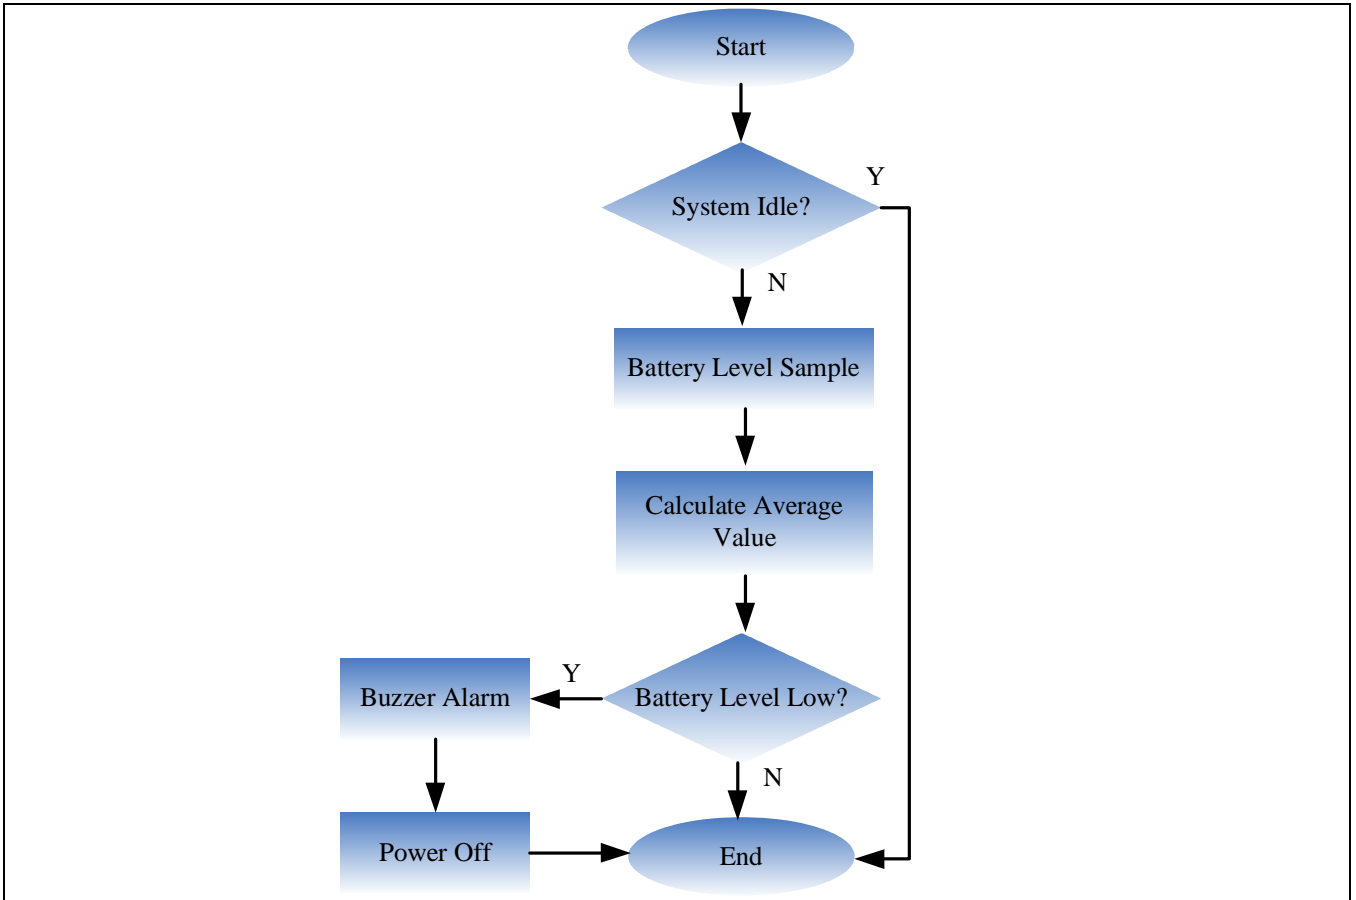 Start
System Idle?
Y
N
Battery Level Sample
Calculate Average
Value
Battery Level Low?
Y
N
Buzzer Alarm
Power Off
End